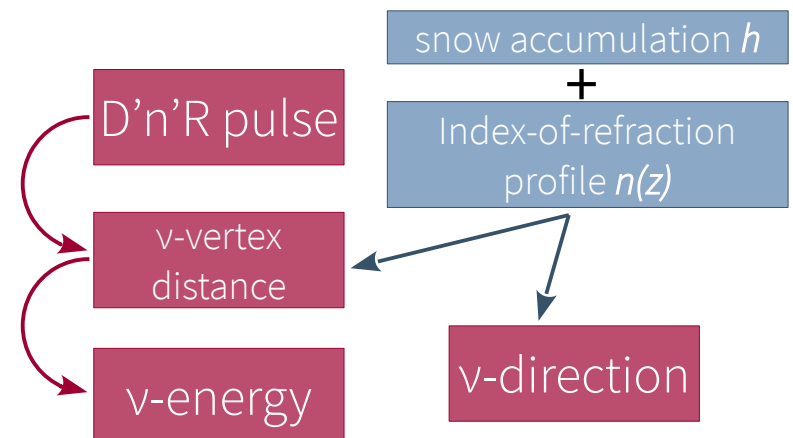 snow accumulation h
+
D’n’R pulse
Index-of-refraction
profile n(z)
ν-vertex
distance
ν-direction
ν-energy